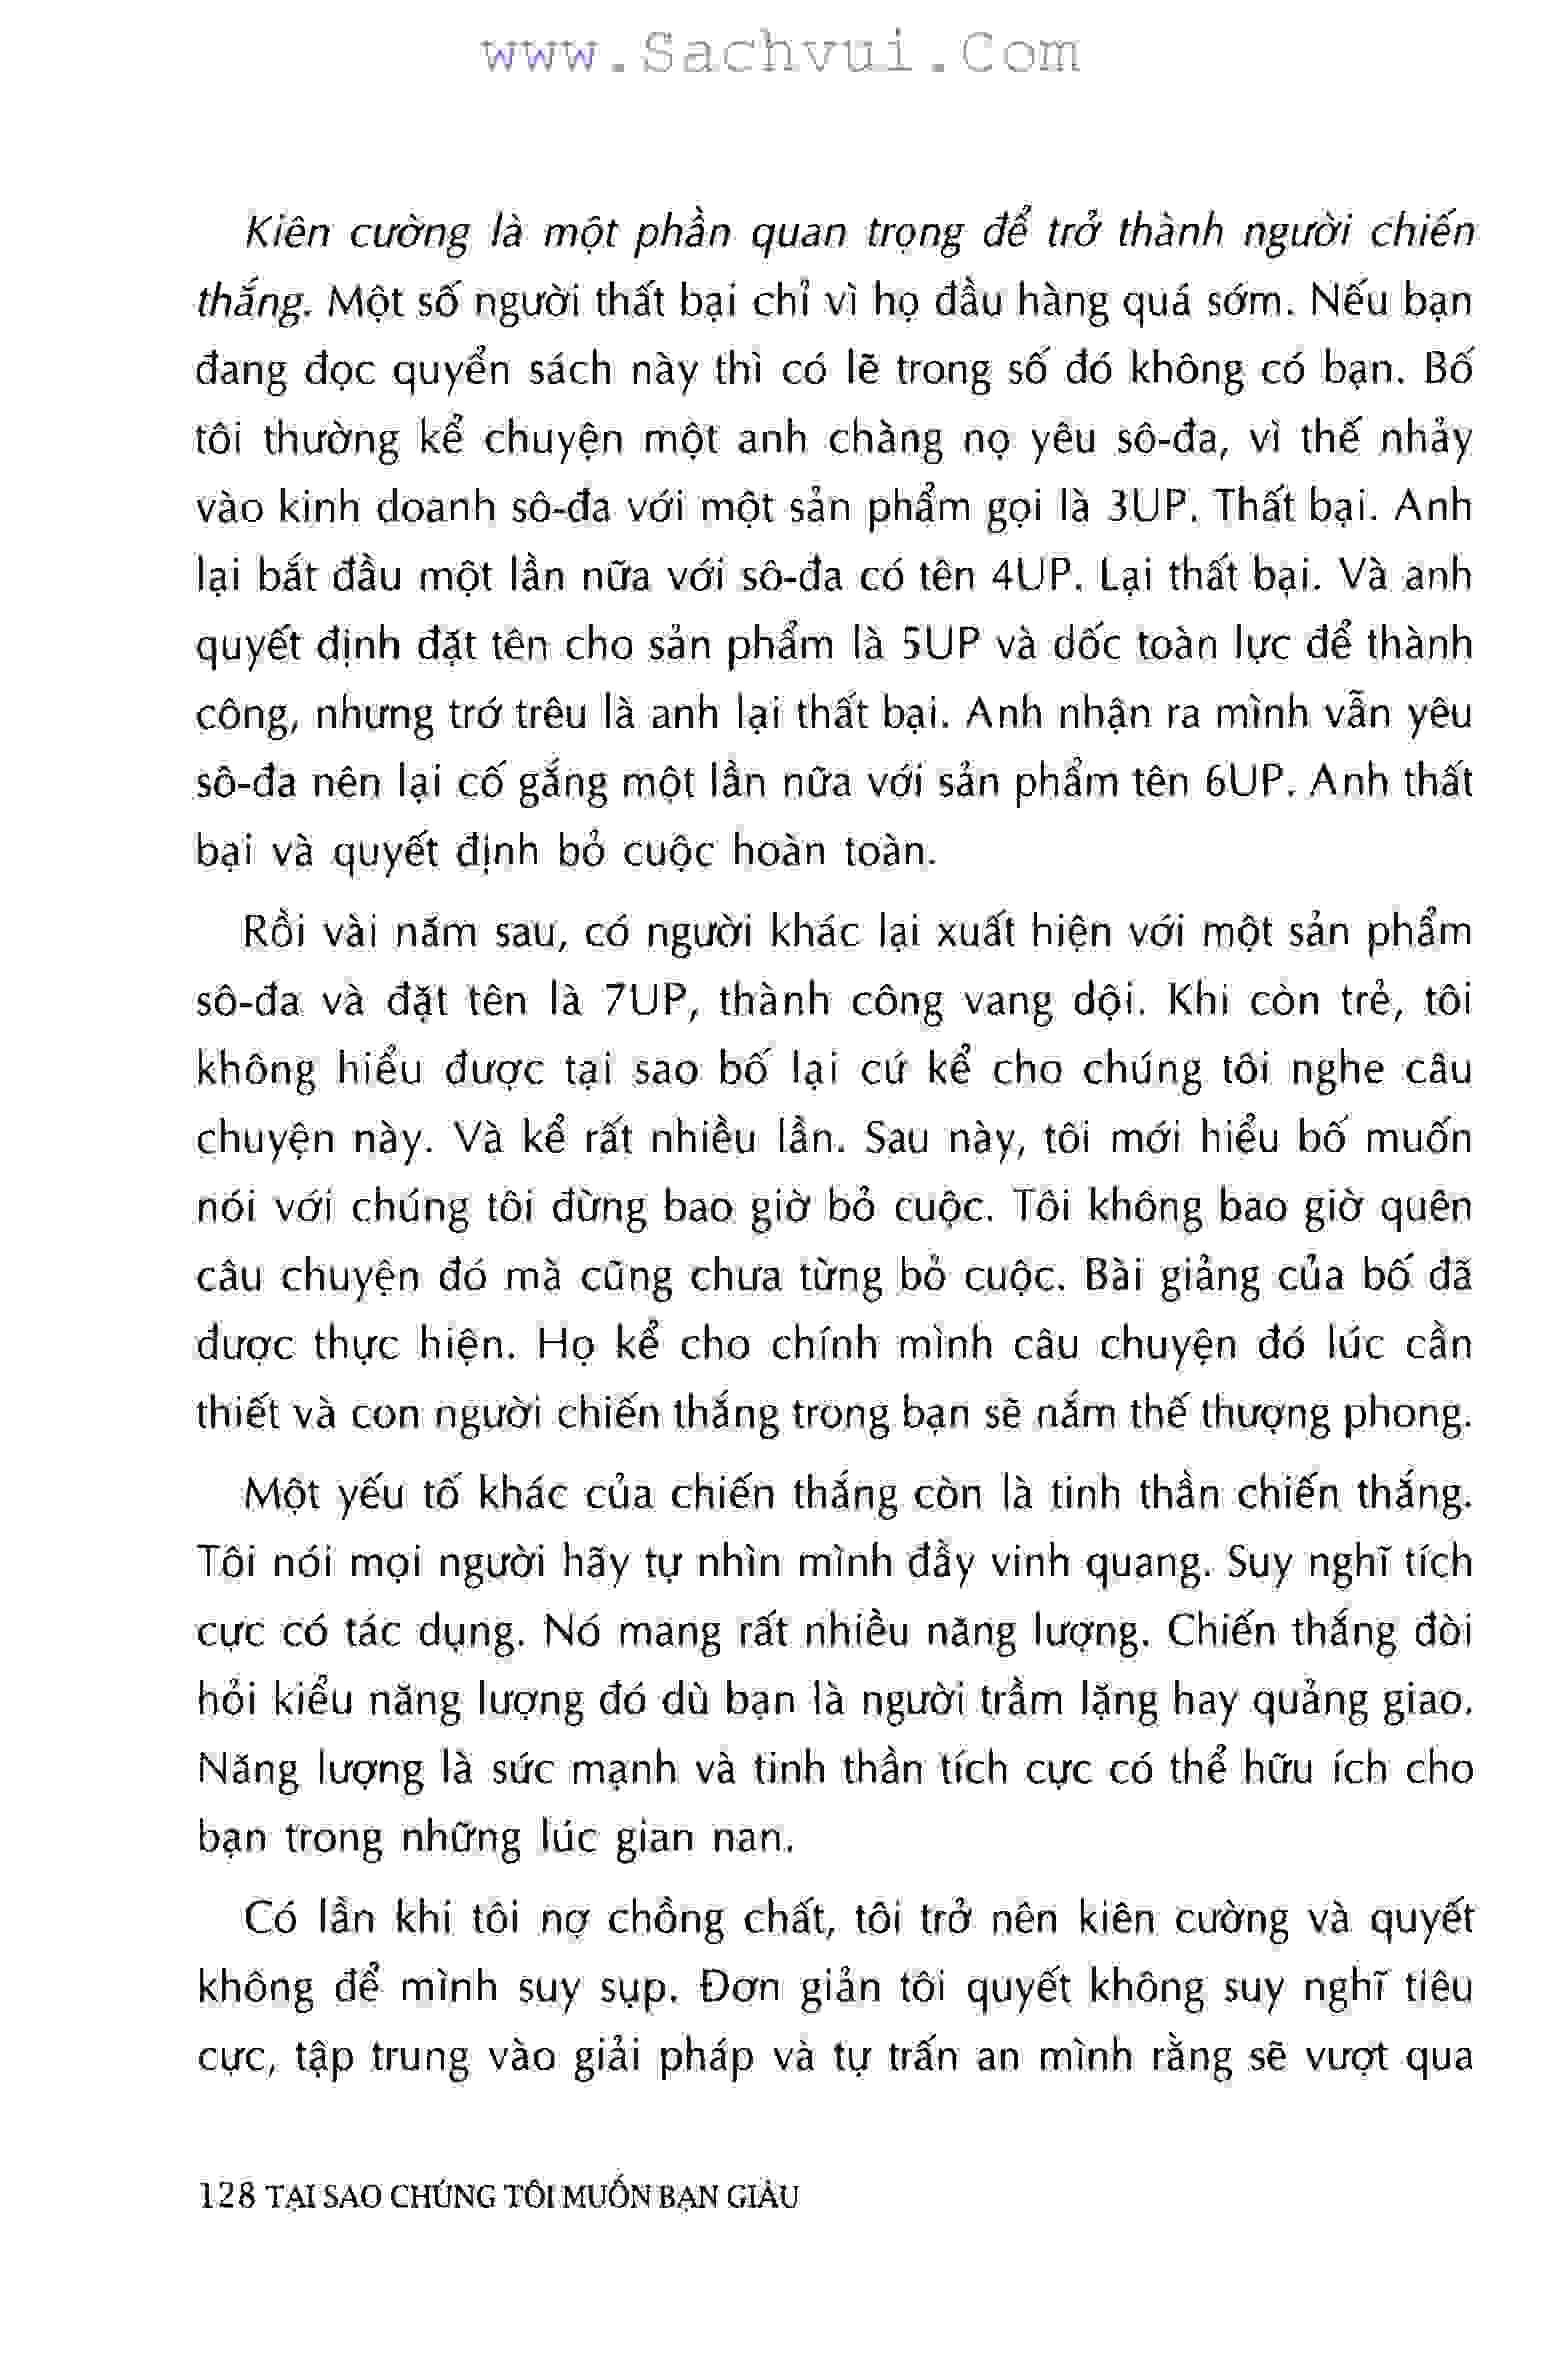 www.Sachvui.Com
Kiên cường là một phần quan trọng để trở thành người chiến
thắng. Một số người thất bại chỉ vì họ đầu hàng quá sớm. Nếu bạn
đang đọc quyển sách này thì có lẽ trong số đó không có bạn. Bố
tôi thường kể chuyện một anh chàng nọ yêu sô-đa, vì thế nhảy
vào kinh doanh sô-đa với một sản phẩm gọi là 3UP. Thất bại. Anh
lại bắt đầu một lần nữa với sô-đa có tên 4UP. Lại thất bại. Và anh
quyết định đặt tên cho sản phẩm là 5UP và dốc toàn lực để thành
công, nhưng trớ trêu là anh lại thất bại. Anh nhận ra mình vẫn yêu
sô-đa nên lại cố gắng một lần nữa với sản phẩm tên 6UP. Anh thất
bại và quyết định bỏ cuộc hoàn toàn.
Rồi vài năm sau, có người khác lại xuất hiện với một sản phẩm
sô-đa và đặt tên là 7UP, thành công vang dội. Khi còn trẻ, tôi
không hiểu được tại sao bố lại cứ kể cho chúng tôi nghe câu
chuyện này. Và kể rất nhiều lần. Sau này, tôi mới hiểu bố muốn
nói với chúng tôi đừng bao giờ bỏ cuộc. Tôi không bao giờ quên
câu chuyện đó mà cũng chưa từng bỏ cuộc. Bài giảng của bố đã
được thực hiện. Họ kể cho chính mình câu chuyện đó lúc cần
thiết và con người chiến thắng trong bạn sẽ nắm thế thượng phong.
Một yếu tố khác của chiến thắng còn là tinh thần chiến thắng.
Tôi nói mọi người hãy tự nhìn mình đầy vinh quang. Suy nghĩ tích
cực có tác dụng. Nó mang rất nhiều năng lượng. Chiến thắng đòi
hỏi kiểu năng lượng đó dù bạn là người trầm lặng hay quảng giao.
Năng lượng là sức mạnh và tinh thần tích cực có thể hữu ích cho
bạn trong những lúc gian nan.
Có lần khi tôi nợ chồng chất, tôi trở nên kiên cường và quyết
không để mình suy sụp. Đơn giản tôi quyết không suy nghĩ tiêu
cực, tập trung vào giải pháp và tự trấn an mình rằng sẽ vượt qua
128 TẠI SAO CHÚNG TÔI MUỐN BẠN GIÀU